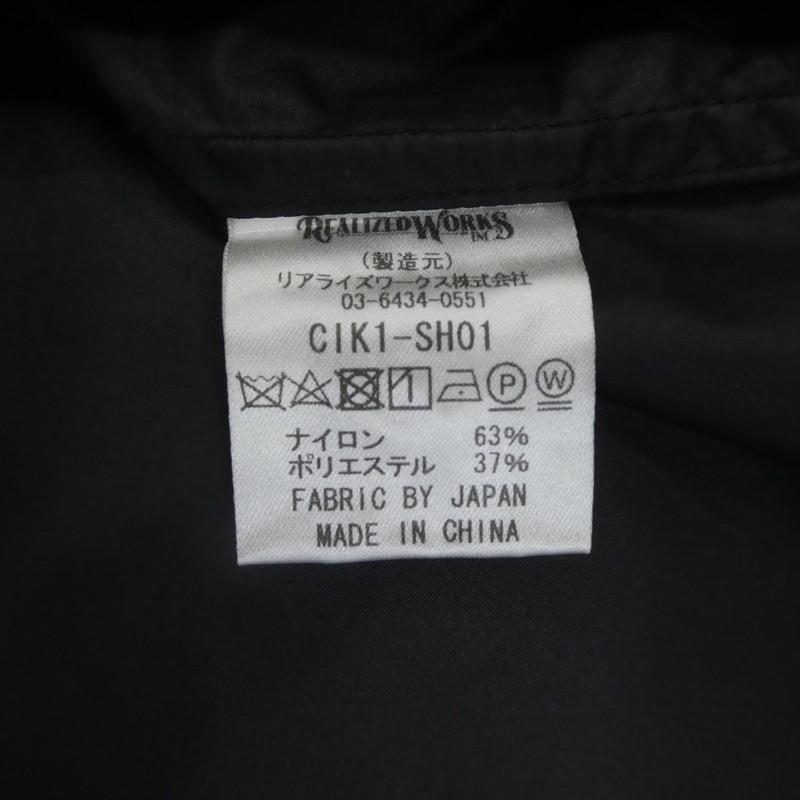 REALIZED WORKS
INC.
(製造元)
リアライズワークス株式会社
03-6434-0551
CIK1-SH01
P W
ナイロン 63%
ポリエステル 37%
FABRIC BY JAPAN
MADE IN CHINA